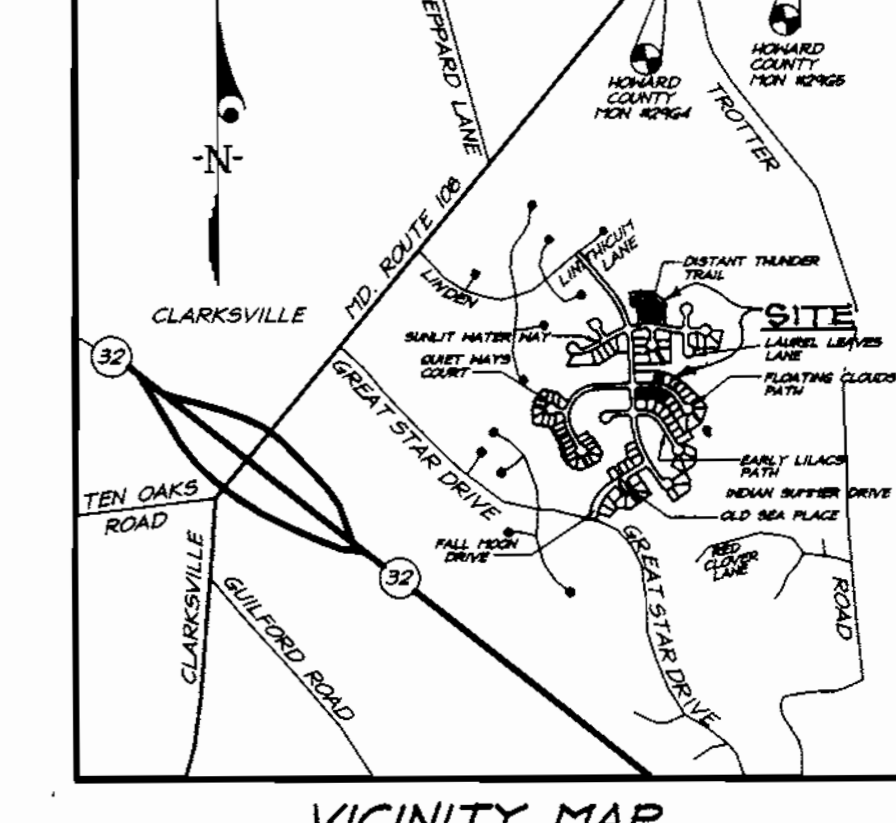 EPPARD LANE
HOWARD
COUNTY
MON #29G4
HOWARD
COUNTY
MON #29G5
TROTTER
-N-
MD. ROUTE 108
LINTHICUM
LANE
LINDEN
DISTANT THUNDER
TRAIL
CLARKSVILLE
SITE
SUNLIT WATER WAY
LAUREL LEAVES
LANE
32
QUIET WAYS
COURT
FLOATING CLOUDS
PATH
GREAT STAR DRIVE
EARLY LILACS
PATH
TEN OAKS
ROAD
INDIAN SUMMER DRIVE
OLD SEA PLACE
FALL MOON
DRIVE
RED
CLOVER
LANE
32
CLARKSVILLE
GUILFORD ROAD
GREAT STAR DRIVE
ROAD
VICINITY MAP